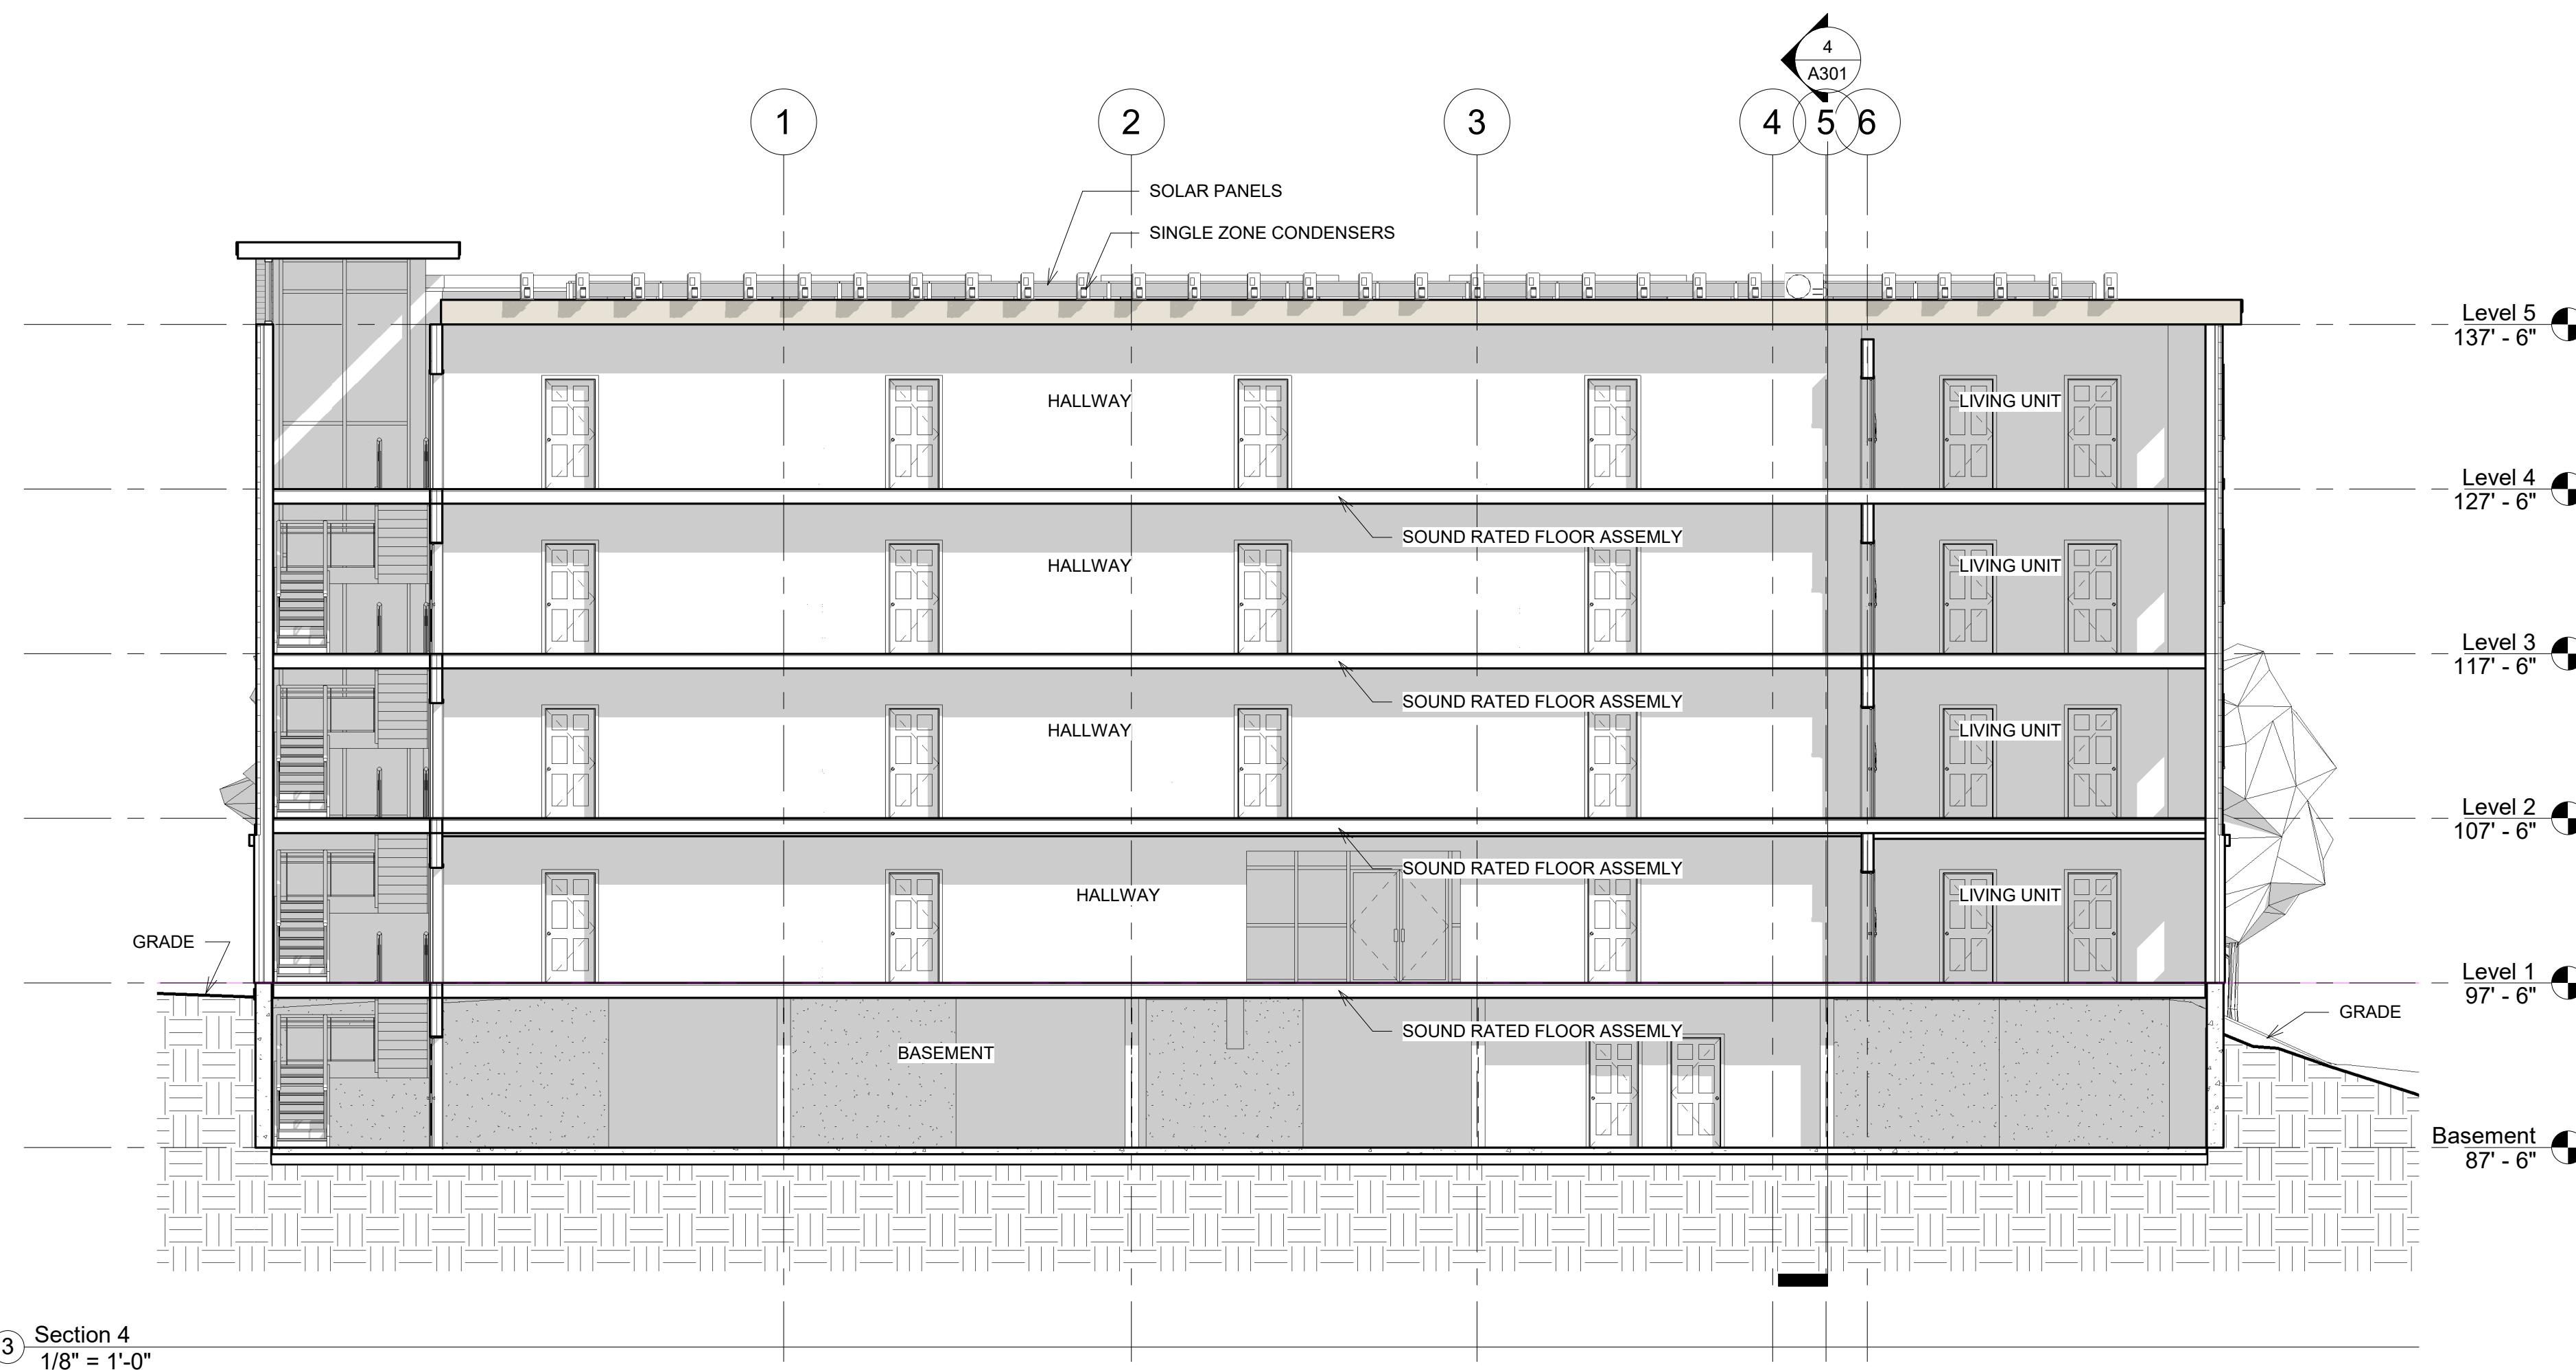 4
A301
1
2
3
4
5
6
SOLAR PANELS
SINGLE ZONE CONDENSERS
Level 5
137' - 6"
HALLWAY
LIVING UNIT
Level 4
127' - 6"
SOUND RATED FLOOR ASSEMLY
HALLWAY
LIVING UNIT
Level 3
117' - 6"
SOUND RATED FLOOR ASSEMLY
HALLWAY
LIVING UNIT
Level 2
107' - 6"
SOUND RATED FLOOR ASSEMLY
HALLWAY
LIVING UNIT
GRADE
Level 1
97' - 6"
GRADE
SOUND RATED FLOOR ASSEMLY
BASEMENT
Basement
87' - 6"
3
Section 4
1/8" = 1'-0"